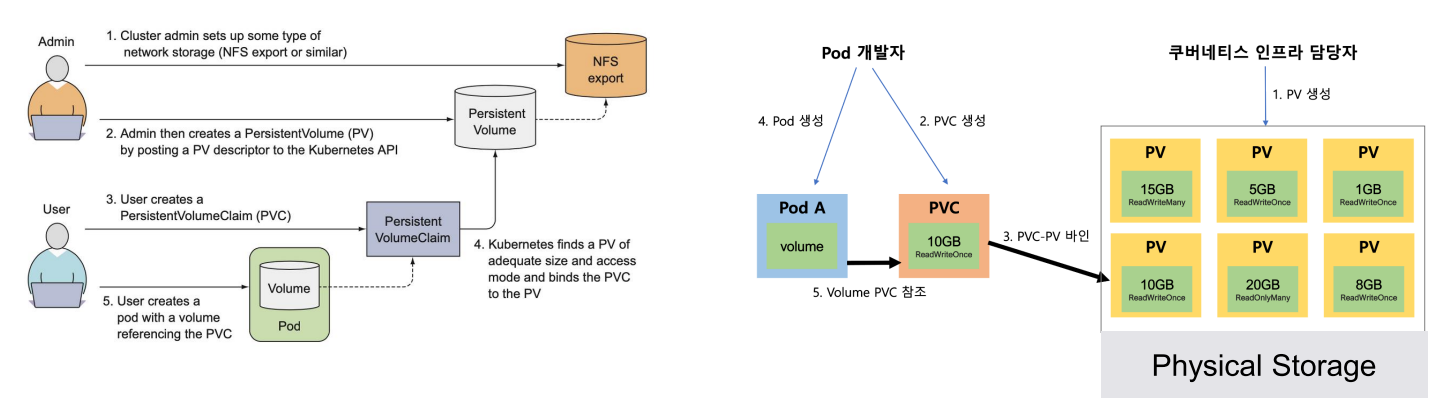 Admin
1. Cluster admin sets up some type of
network storage (NFS export or similar)
NFS
export
Persistent
Volume
2. Admin then creates a PersistentVolume (PV)
by posting a PV descriptor to the Kubernetes API
User
3. User creates a
PersistentVolumeClaim (PVC)
Persistent
VolumeClaim
4. Kubernetes finds a PV of
adequate size and access
mode and binds the PVC
to the PV
Volume
Pod
5. User creates a
pod with a volume
referencing the PVC
Pod 개발자
쿠버네티스 인프라 담당자
1. PV 생성
4. Pod 생성
2. PVC 생성
Pod A
volume
PVC
10GB
ReadWriteOnce
3. PVC-PV 바인
5. Volume PVC 참조
PV
15GB
ReadWriteMany
PV
5GB
ReadWriteOnce
PV
1GB
ReadWriteOnce
PV
10GB
ReadWriteOnce
PV
20GB
ReadOnlyMany
PV
8GB
ReadWriteOnce
Physical Storage